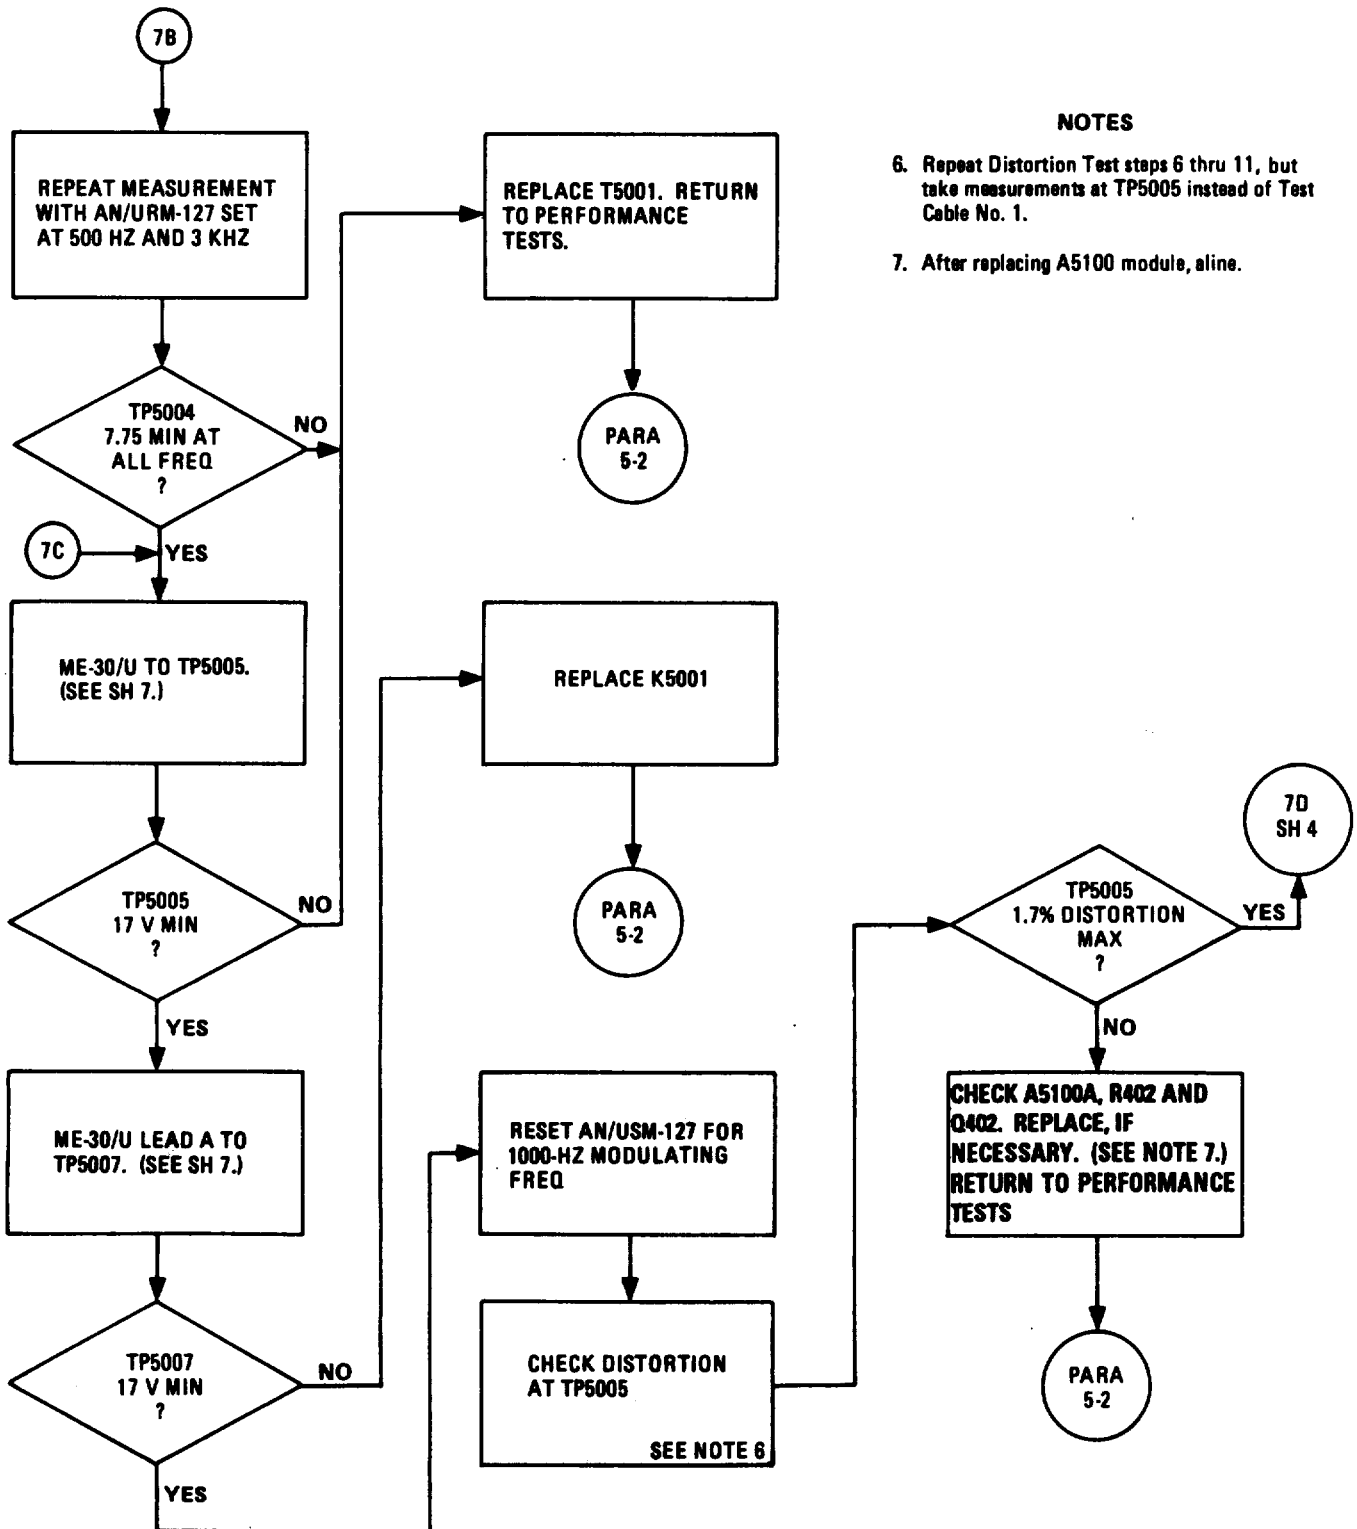 7B
REPEAT MEASUREMENT
WITH AN/URM-127 SET
AT 500 HZ AND 3 KHZ
TP5004
7.75 MIN AT
ALL FREQ
?
NO
YES
7C
ME-30/U TO TP5005.
(SEE SH 7.)
TP5005
17 V MIN
?
NO
YES
ME-30/U LEAD A TO
TP5007. (SEE SH 7.)
TP5007
17 V MIN
?
NO
YES
REPLACE T5001. RETURN
TO PERFORMANCE
TESTS.
PARA
5-2
REPLACE K5001
PARA
5-2
RESET AN/USM-127 FOR
1000-HZ MODULATING
FREQ
CHECK DISTORTION
AT TP5005
SEE NOTE 6
NOTES
6. Repeat Distortion Test steps 6 thru 11, but
take measurements at TP5005 instead of Test
Cable No. 1.
7. After replacing A5100 module, aline.
7D
SH 4
TP5005
1.7% DISTORTION
MAX
?
YES
NO
CHECK A5100A, R402 AND
Q402. REPLACE, IF
NECESSARY. (SEE NOTE 7.)
RETURN TO PERFORMANCE
TESTS
PARA
5-2